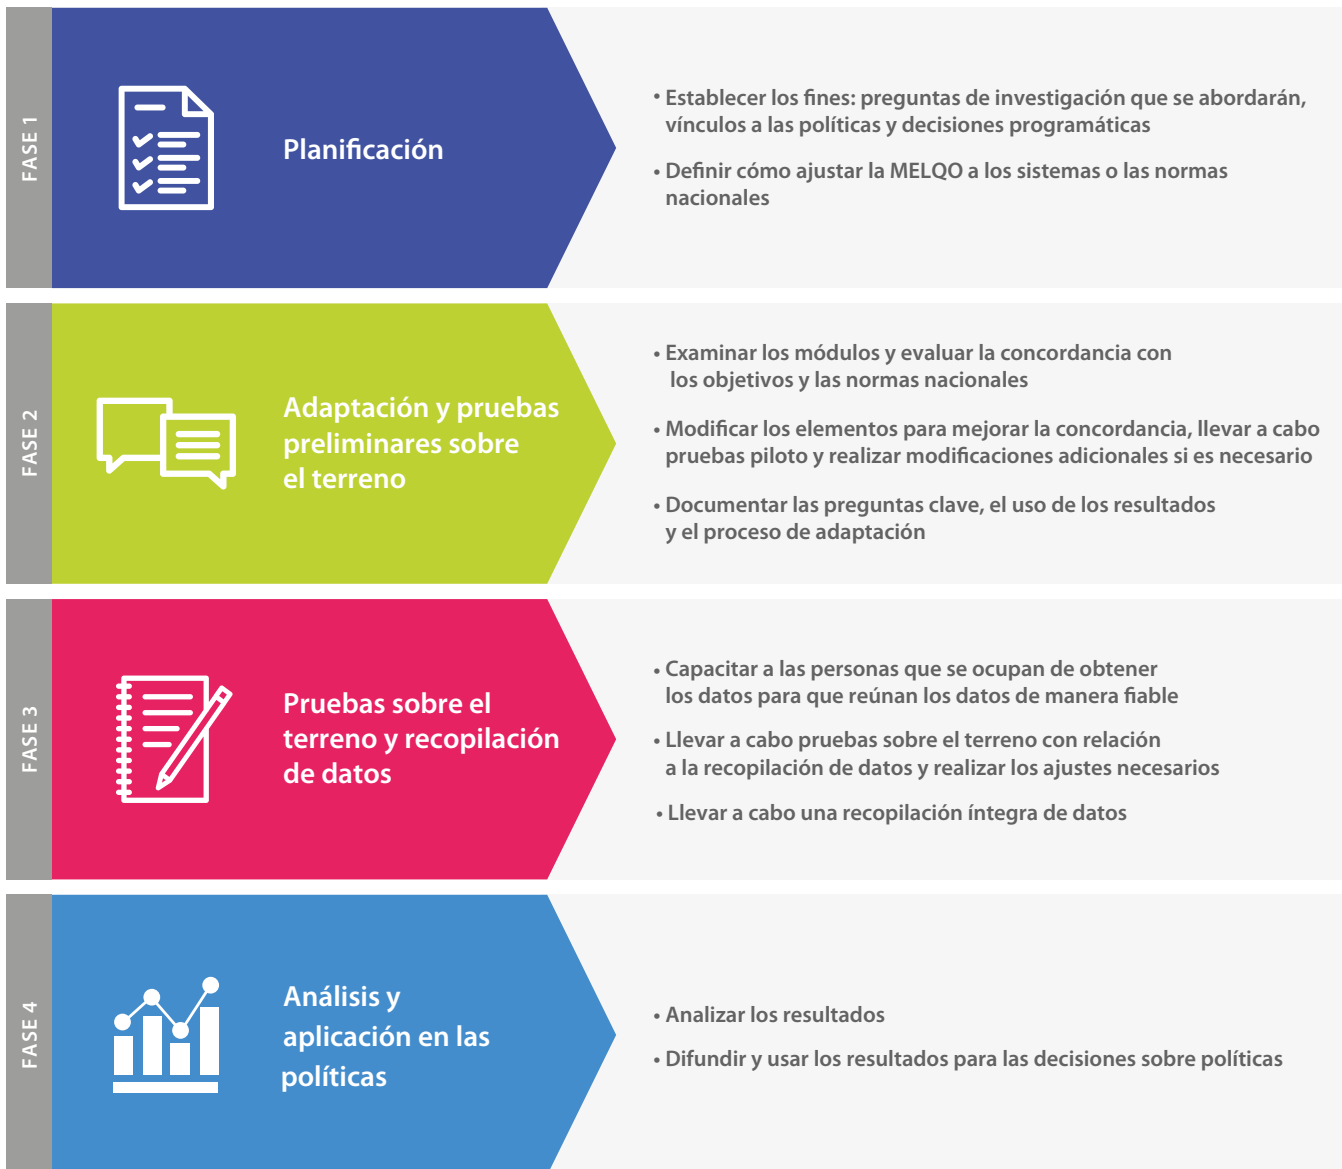 FASE 1
Planificación
• Establecer los fines: preguntas de investigación que se abordarán,
vínculos a las políticas y decisiones programáticas
• Definir cómo ajustar la MELQO a los sistemas o las normas
nacionales
FASE 2
Adaptación y pruebas
preliminares sobre
el terreno
• Examinar los módulos y evaluar la concordancia con
los objetivos y las normas nacionales
• Modificar los elementos para mejorar la concordancia, llevar a cabo
pruebas piloto y realizar modificaciones adicionales si es necesario
• Documentar las preguntas clave, el uso de los resultados
y el proceso de adaptación
FASE 3
Pruebas sobre el
terreno y recopilación
de datos
• Capacitar a las personas que se ocupan de obtener
los datos para que reúnan los datos de manera fiable
• Llevar a cabo pruebas sobre el terreno con relación
a la recopilación de datos y realizar los ajustes necesarios
• Llevar a cabo una recopilación íntegra de datos
FASE 4
Análisis y
aplicación en las
políticas
• Analizar los resultados
• Difundir y usar los resultados para las decisiones sobre políticas